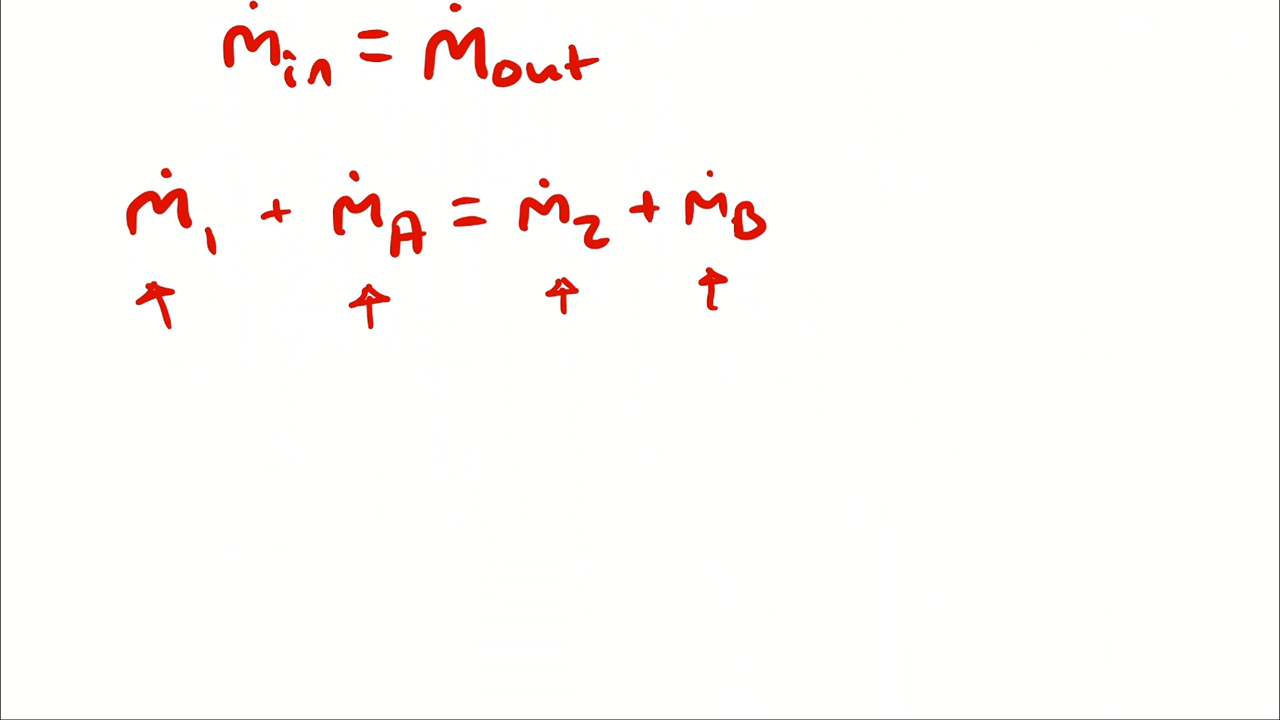 ṁin = ṁout
ṁ1 + ṁA = ṁ2 + ṁB